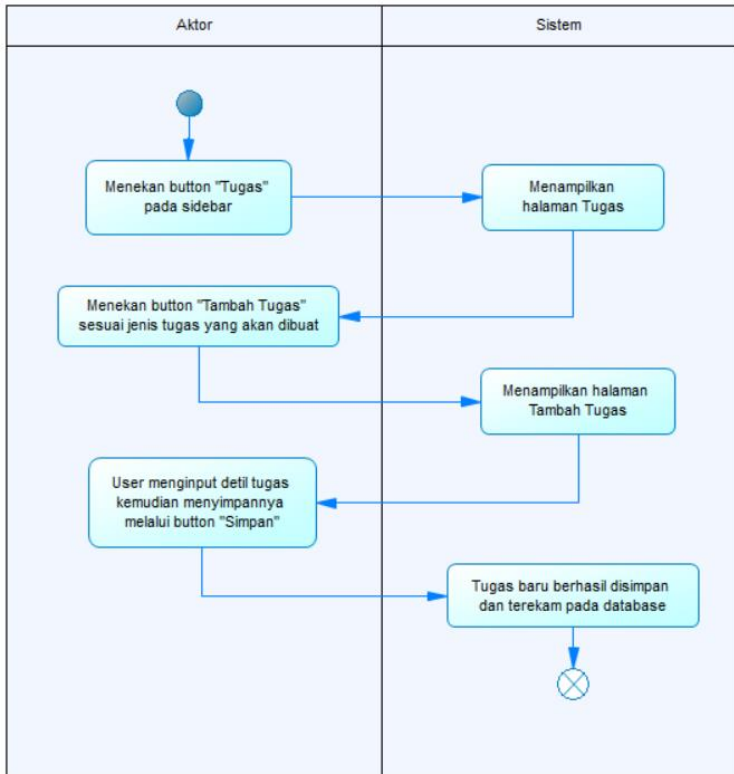 Aktor
Sistem
Menekan button "Tugas"
pada sidebar
Menampilkan
halaman Tugas
Menekan button "Tambah Tugas"
sesuai jenis tugas yang akan dibuat
Menampilkan halaman
Tambah Tugas
User menginput detil tugas
kemudian menyimpannya
melalui button "Simpan"
Tugas baru berhasil disimpan
dan terekam pada database